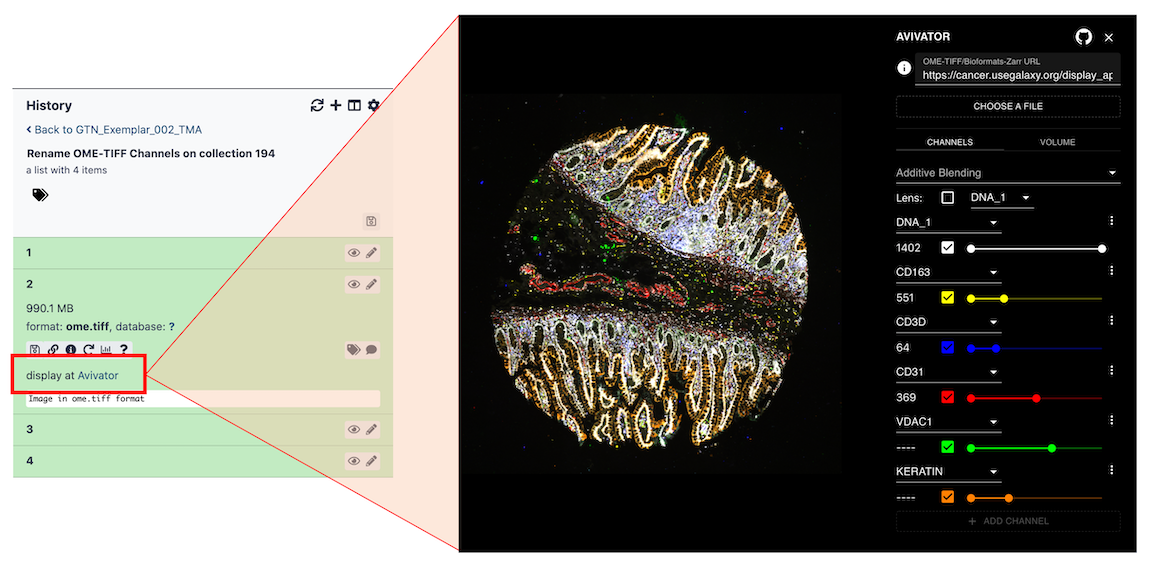 History
Back to GTN_Exemplar_002_TMA
Rename OME-TIFF Channels on collection 194
a list with 4 items
1
2
990.1 MB
format: ome.tiff, database: ?
display at Avivator
Image in ome.tiff format
3
4
AVIVATOR
OME-TIFF/Bioformats-Zarr URL
https://cancer.usegalaxy.org/display_ap
CHOOSE A FILE
CHANNELS VOLUME
Additive Blending
Lens: DNA_1
DNA_1
1402
CD163
551
CD3D
64
CD31
369
VDAC1
----
KERATIN
----
+ ADD CHANNEL